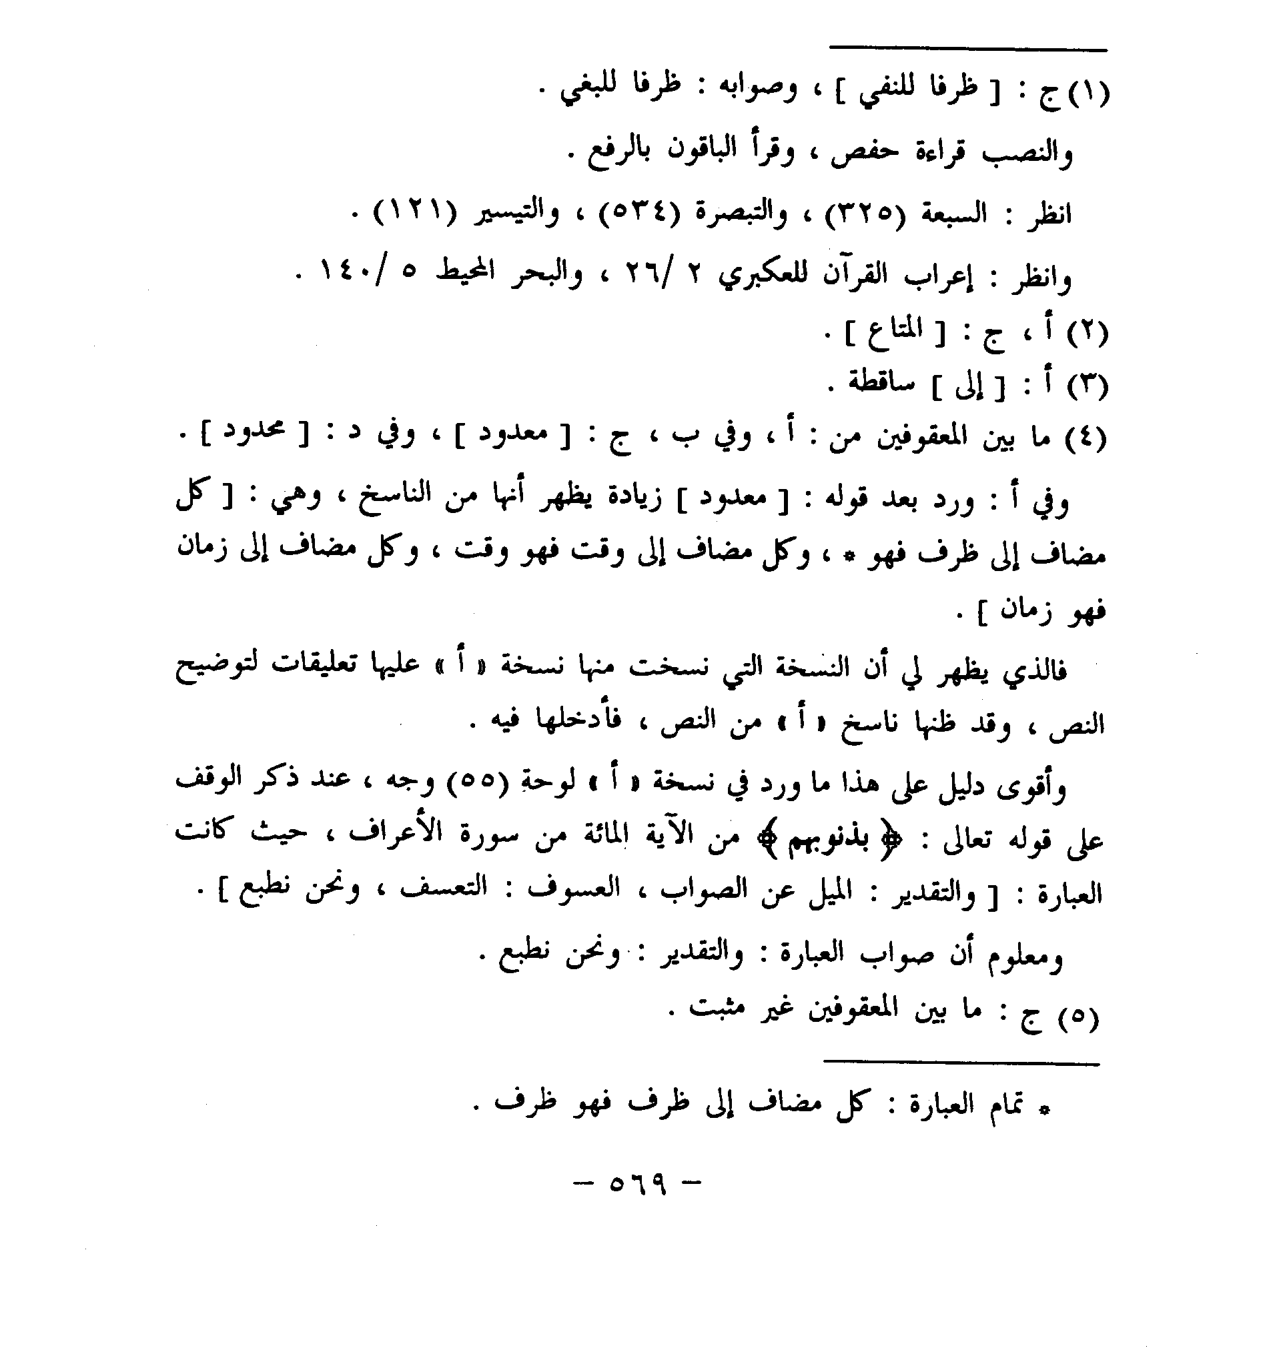 (١) ج : [ ظرفا للنفي ] ، وصوابه : ظرفا للبغي .
والنصب قراءة حفص ، وقرأ الباقون بالرفع .
انظر : السبعة (٣٢٥) ، والتبصرة (٥٣٤) ، والتيسير (١٢١) .
وانظر : إعراب القرآن للعكبري ٢ /٢٦ ، والبحر المحيط ٥ /١٤٠ .
(٢) أ ، ج : [ المتاع ] .
(٣) أ : [ إلى ] ساقطة .
(٤) ما بين المعقوفين من : أ ، وفي ب ، ج : [ معدود ] ، وفي د : [ محدود ] .
وفي أ : ورد بعد قوله : [ معدود ] زيادة يظهر أنها من الناسخ ، وهي : [ كل
مضاف إلى ظرف فهو * ، وكل مضاف إلى وقت فهو وقت ، وكل مضاف إلى زمان
فهو زمان ] .
فالذي يظهر لي أن النسخة التي نسخت منها نسخة « أ » عليها تعليقات لتوضيح
النص ، وقد ظنها ناسخ « أ » من النص ، فأدخلها فيه .
وأقوى دليل على هذا ما ورد في نسخة « أ » لوحة (٥٥) وجه ، عند ذكر الوقف
على قوله تعالى : ﴿ بذنوبهم ﴾ من الآية المائة من سورة الأعراف ، حيث كانت
العبارة : [ والتقدير : الميل عن الصواب ، العسوف : التعسف ، ونحن نطبع ] .
ومعلوم أن صواب العبارة : والتقدير : ونحن نطبع .
(٥) ج : ما بين المعقوفين غير مثبت .
* تمام العبارة : كل مضاف إلى ظرف فهو ظرف .
– ٥٦٩ –